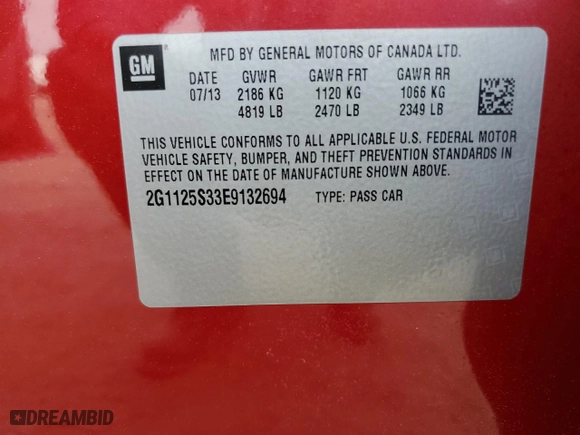 GM
MFD BY GENERAL MOTORS OF CANADA LTD.
DATE GVWR GAWR FRT GAWR RR
07/13 2186 KG 1120 KG 1066 KG
4819 LB 2470 LB 2349 LB
THIS VEHICLE CONFORMS TO ALL APPLICABLE U.S. FEDERAL MOTOR
VEHICLE SAFETY, BUMPER, AND THEFT PREVENTION STANDARDS IN
EFFECT ON THE DATE OF MANUFACTURE SHOWN ABOVE.
2G1125S33E9132694 TYPE: PASS CAR
DREAMBID